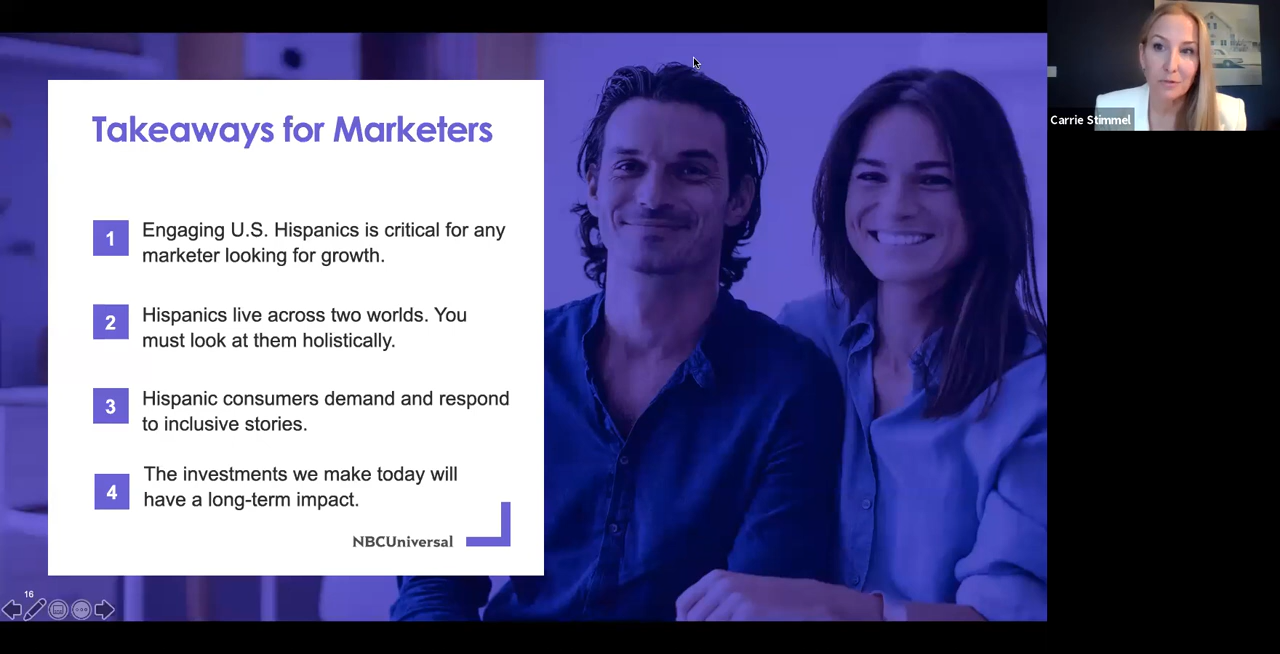 Takeaways for Marketers
1
Engaging U.S. Hispanics is critical for any
marketer looking for growth.
2
Hispanics live across two worlds. You
must look at them holistically.
3
Hispanic consumers demand and respond
to inclusive stories.
4
The investments we make today will
have a long-term impact.
NBCUniversal
16
Carrie Stimmel